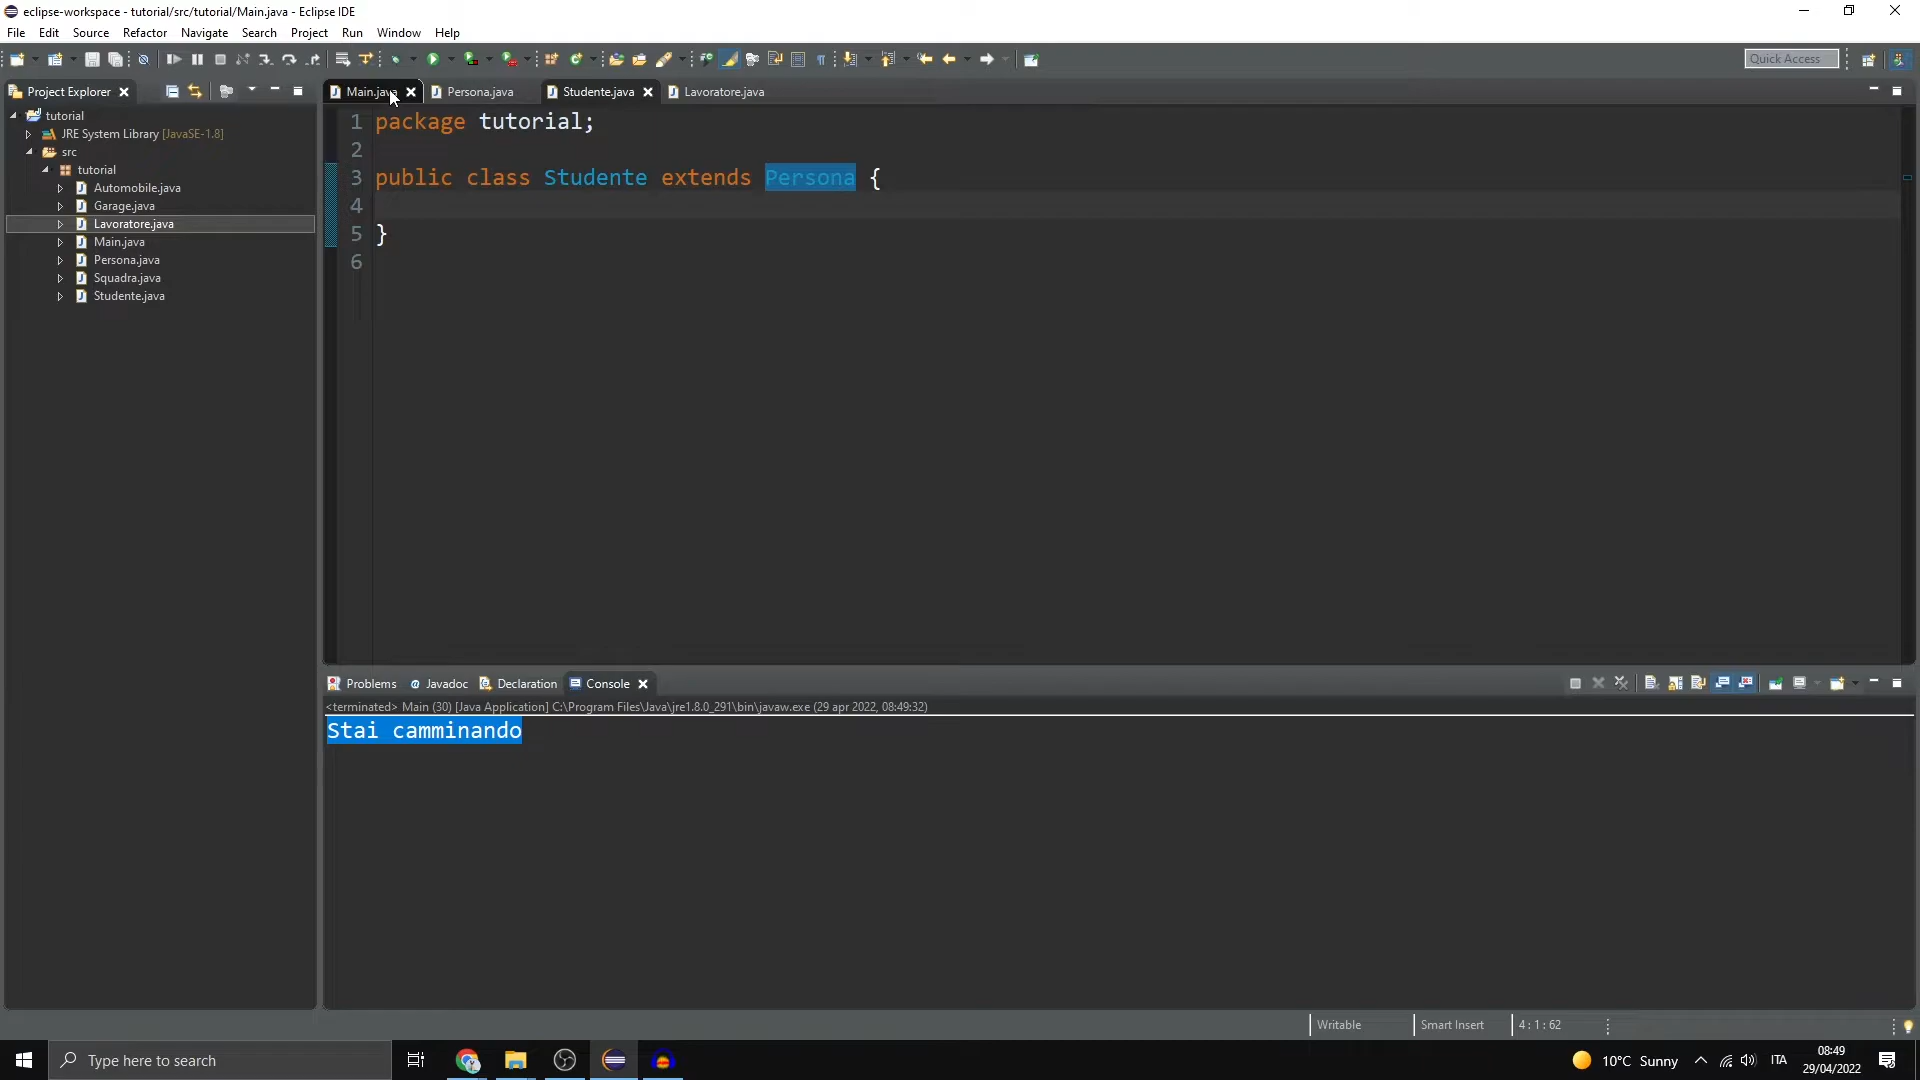 eclipse-workspace - tutorial/src/tutorial/Main.java - Eclipse IDE
File Edit Source Refactor Navigate Search Project Run Window Help
Quick Access
Project Explorer
Main.java Persona.java Studente.java Lavoratore.java
tutorial
JRE System Library [JavaSE-1.8]
src
tutorial
Automobile.java
Garage.java
Lavoratore.java
Main.java
Persona.java
Squadra.java
Studente.java
1 package tutorial;
2
3 public class Studente extends Persona {
4
5 }
6
Problems Javadoc Declaration Console
<terminated> Main (30) [Java Application] C:\Program Files\Java\jre1.8.0_291\bin\javaw.exe (29 apr 2022, 08:49:32)
Stai camminando
Writable Smart Insert 4 : 1 : 62
Type here to search
10°C Sunny
ITA
08:49
29/04/2022